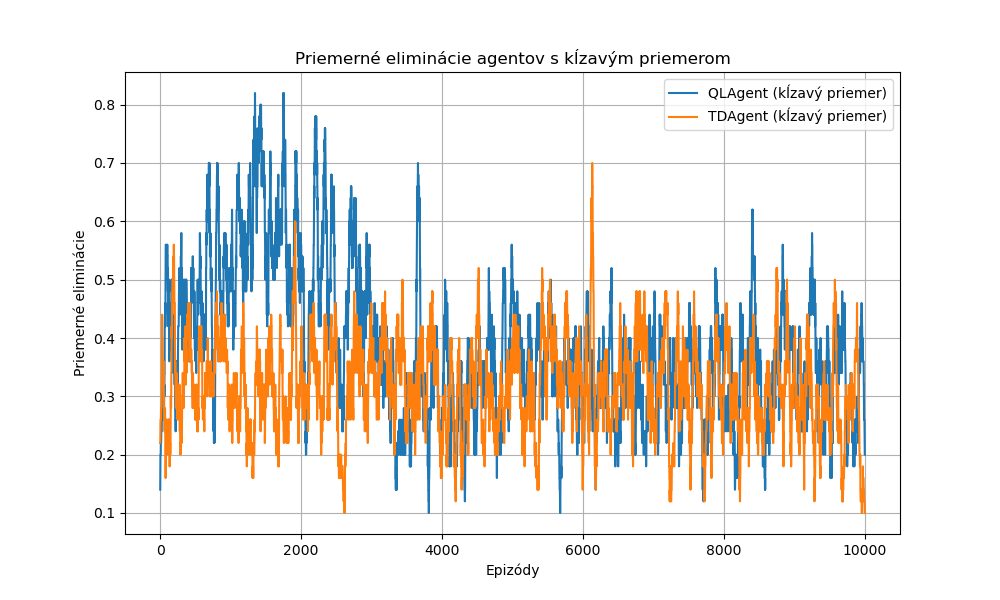 Priemerné eliminácie agentov s kĺzavým priemerom
QLAgent (kĺzavý priemer)
TDAgent (kĺzavý priemer)
Priemerné eliminácie
0.8
0.7
0.6
0.5
0.4
0.3
0.2
0.1
0 2000 4000 6000 8000 10000
Epizódy